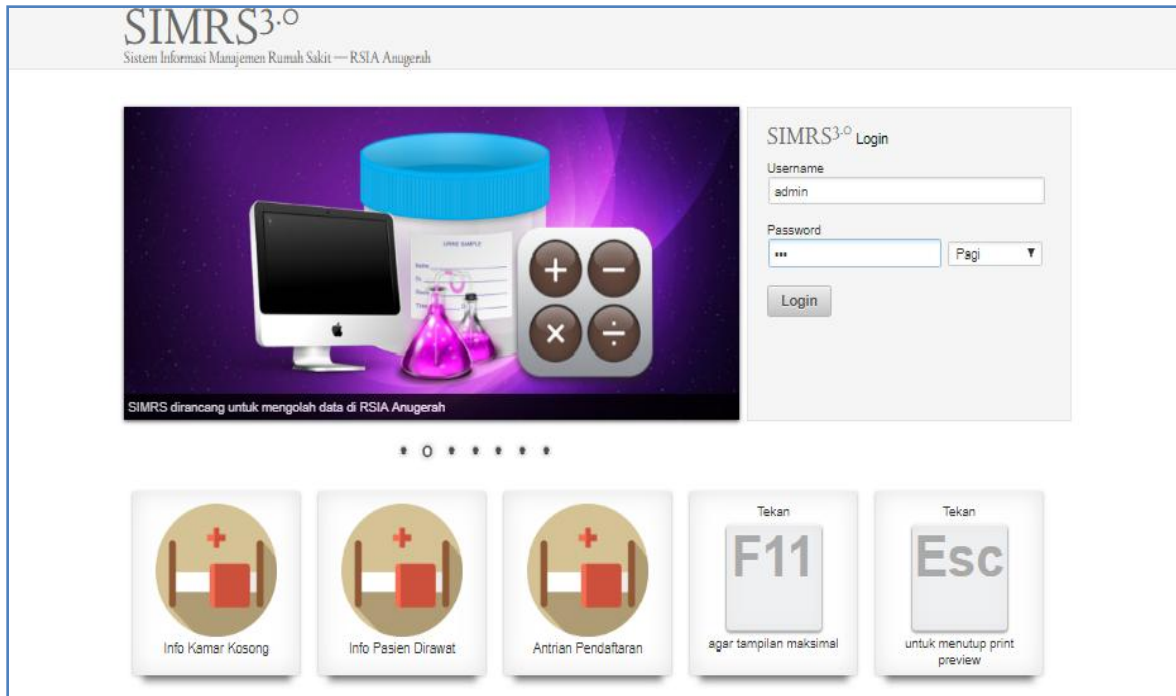 SIMRS3.0
Sistem Informasi Manajemen Rumah Sakit — RSIA Anugerah
URINE SAMPLE
SIMRS dirancang untuk mengolah data di RSIA Anugerah
SIMRS3.0 Login
Username
admin
Password
•••
Pagi
Login
Info Kamar Kosong
Info Pasien Dirawat
Antrian Pendaftaran
Tekan
F11
agar tampilan maksimal
Tekan
Esc
untuk menutup print
preview